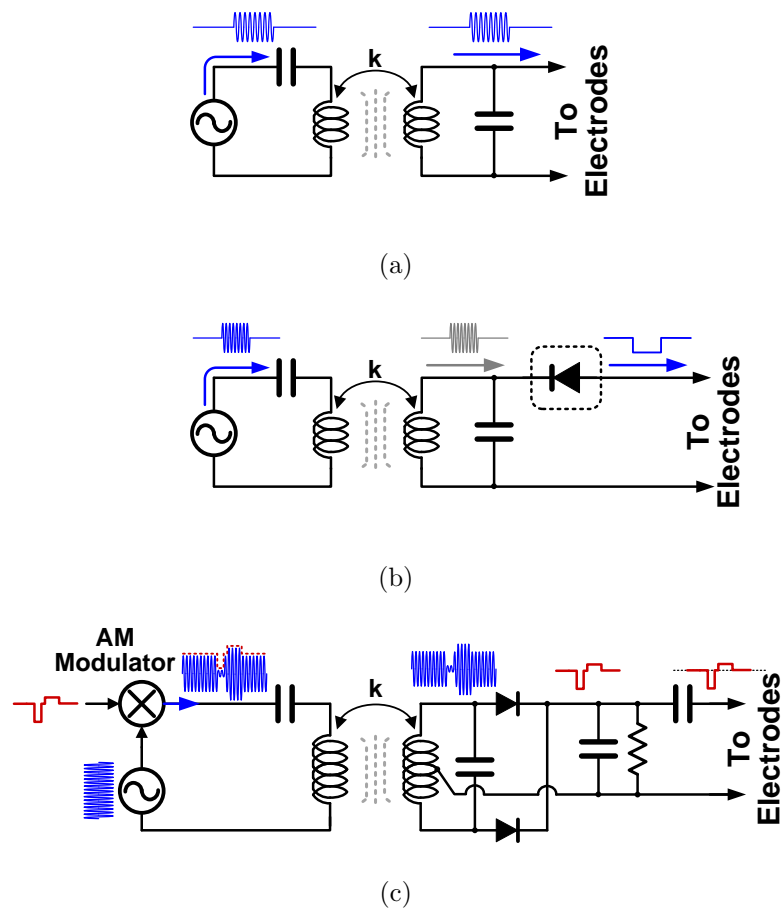 k
To
Electrodes
(a)
k
To
Electrodes
(b)
AM
Modulator
k
To
Electrodes
(c)